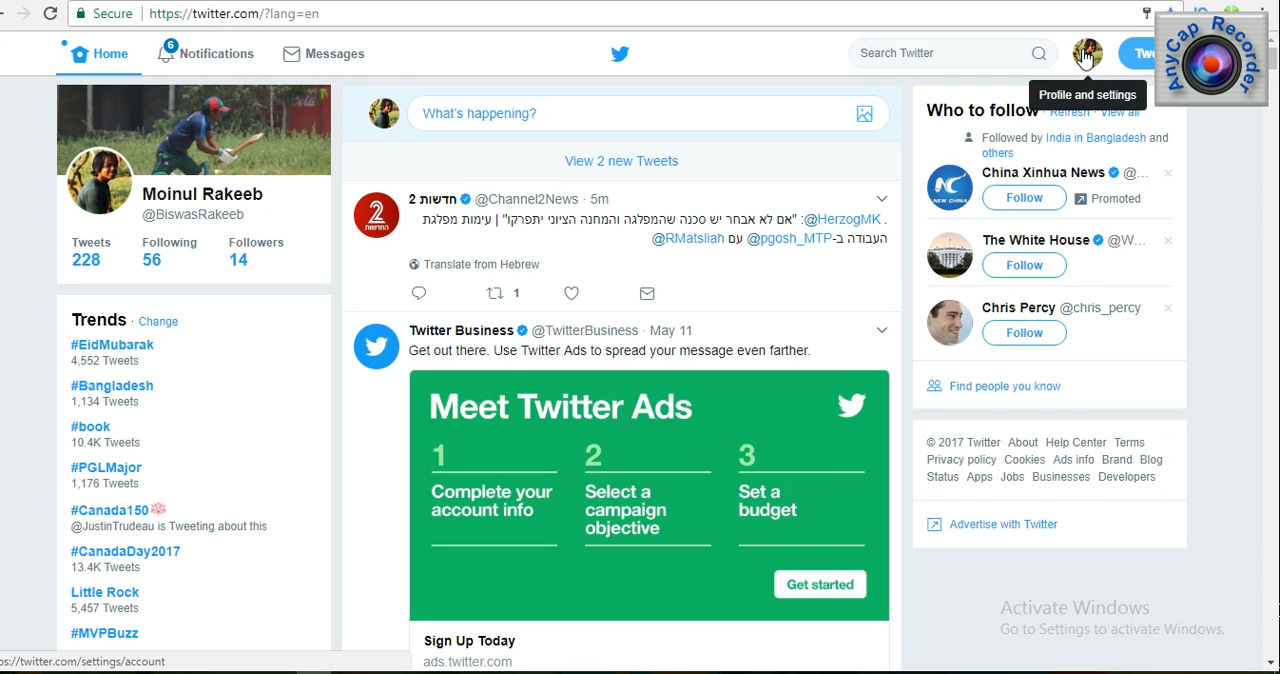 Secure | https://twitter.com/?lang=en
Home
6
Notifications
Messages
Search Twitter
AnyCap Recorder
Profile and settings
Moinul Rakeeb
@BiswasRakeeb
Tweets Following Followers
228 56 14
Trends · Change
#EidMubarak
4,552 Tweets
#Bangladesh
1,134 Tweets
#book
10.4K Tweets
#PGLMajor
1,176 Tweets
#Canada150
@JustinTrudeau is Tweeting about this
#CanadaDay2017
13.4K Tweets
Little Rock
5,457 Tweets
#MVPBuzz
ps://twitter.com/settings/account
What's happening?
View 2 new Tweets
2
החדשות
חדשות 2 @Channel2News · 5m
. @HerzogMK: "אם לא אבחר יש סכנה שהמפלגה והמחנה הציוני יתפרקו" | עימות מפלגת
העבודה ב-@pgosh_MTP עם @RMatsliah
Translate from Hebrew
1
Twitter Business @TwitterBusiness · May 11
Get out there. Use Twitter Ads to spread your message even farther.
Meet Twitter Ads
1 2 3
Complete your account info
Select a campaign objective
Set a budget
Get started
Sign Up Today
ads.twitter.com
Who to follow · Refresh · View all
Followed by India in Bangladesh and
others
NEW CHINA
China Xinhua News @...
Follow Promoted
The White House @W...
Follow
Chris Percy @chris_percy
Follow
Find people you know
© 2017 Twitter About Help Center Terms
Privacy policy Cookies Ads info Brand Blog
Status Apps Jobs Businesses Developers
Advertise with Twitter
Activate Windows
Go to Settings to activate Windows.